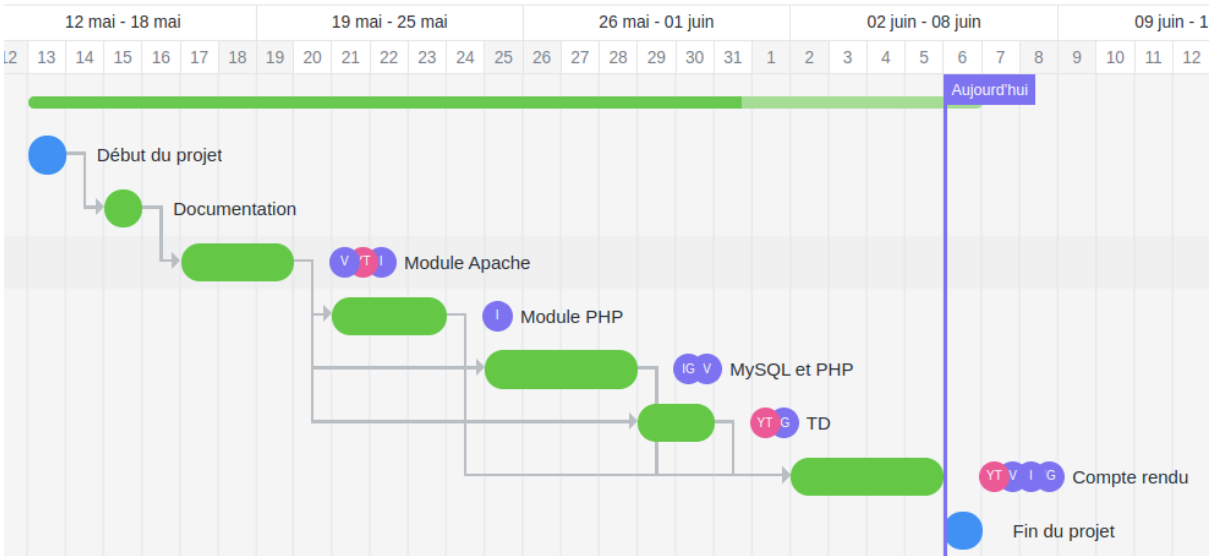 12 mai - 18 mai 19 mai - 25 mai 26 mai - 01 juin 02 juin - 08 juin 09 juin - 1
12 13 14 15 16 17 18 19 20 21 22 23 24 25 26 27 28 29 30 31 1 2 3 4 5 6 7 8 9 10 11 12
Aujourd'hui
Début du projet
Documentation
V YT I Module Apache
I Module PHP
IG V MySQL et PHP
YT G TD
YT V I G Compte rendu
Fin du projet